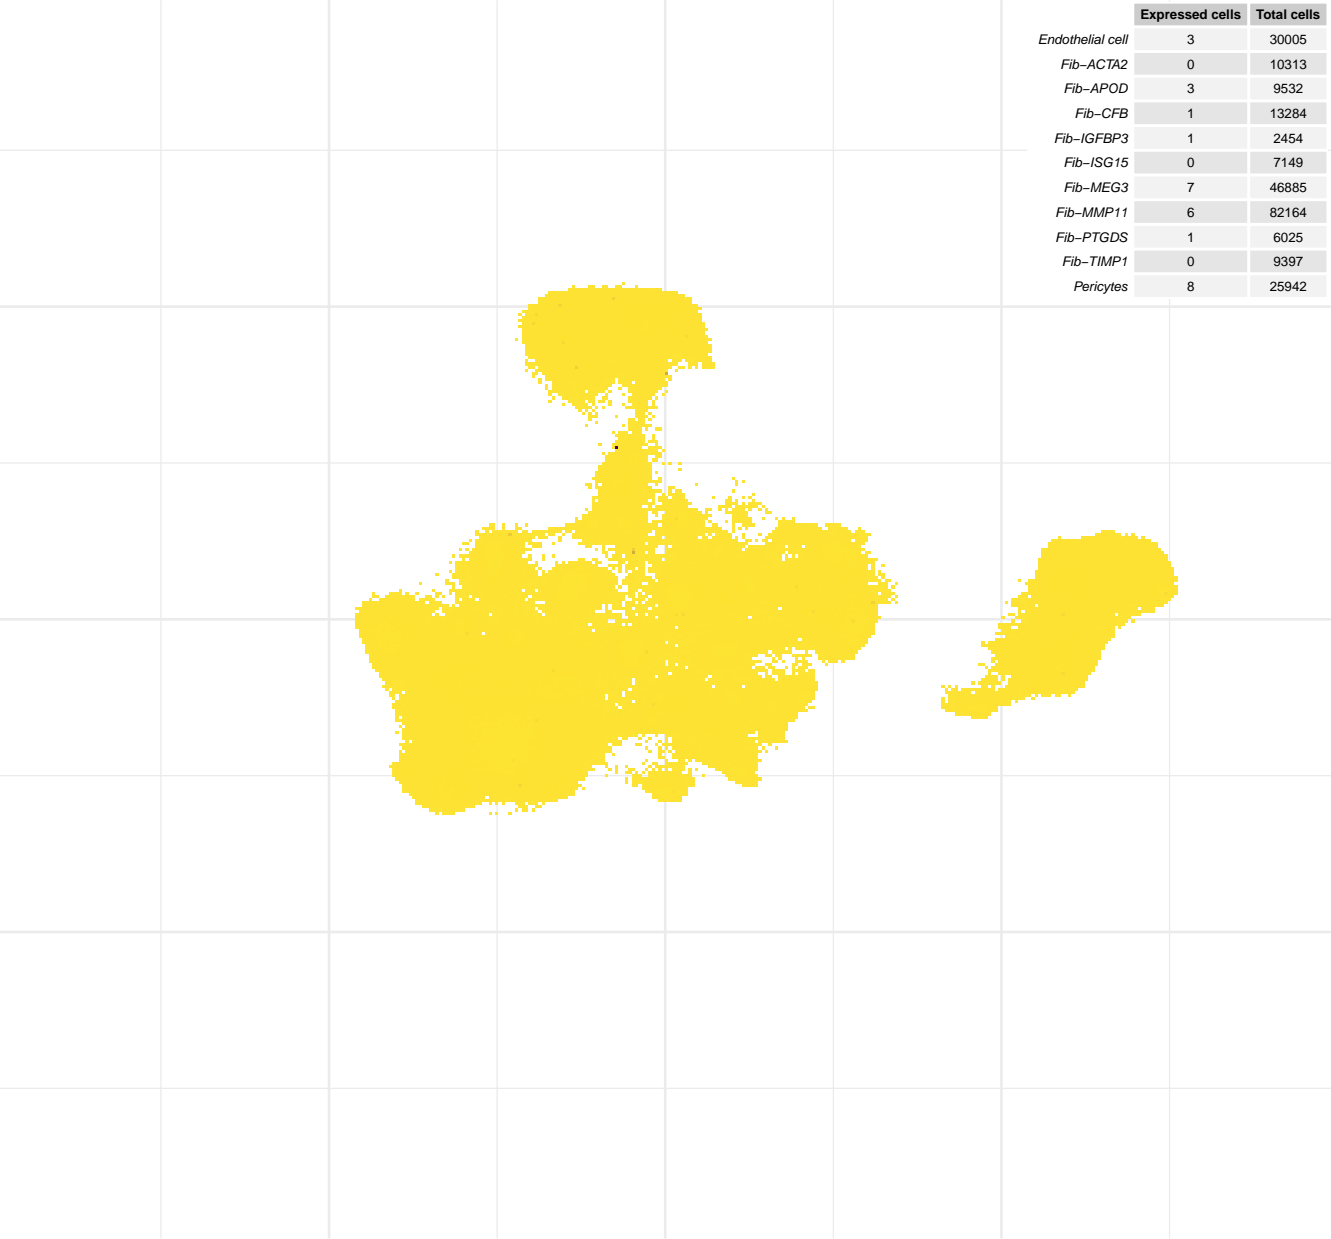 Expressed cells Total cells
Endothelial cell 3 30005
Fib−ACTA2 0 10313
Fib−APOD 3 9532
Fib−CFB 1 13284
Fib−IGFBP3 1 2454
Fib−ISG15 0 7149
Fib−MEG3 7 46885
Fib−MMP11 6 82164
Fib−PTGDS 1 6025
Fib−TIMP1 0 9397
Pericytes 8 25942